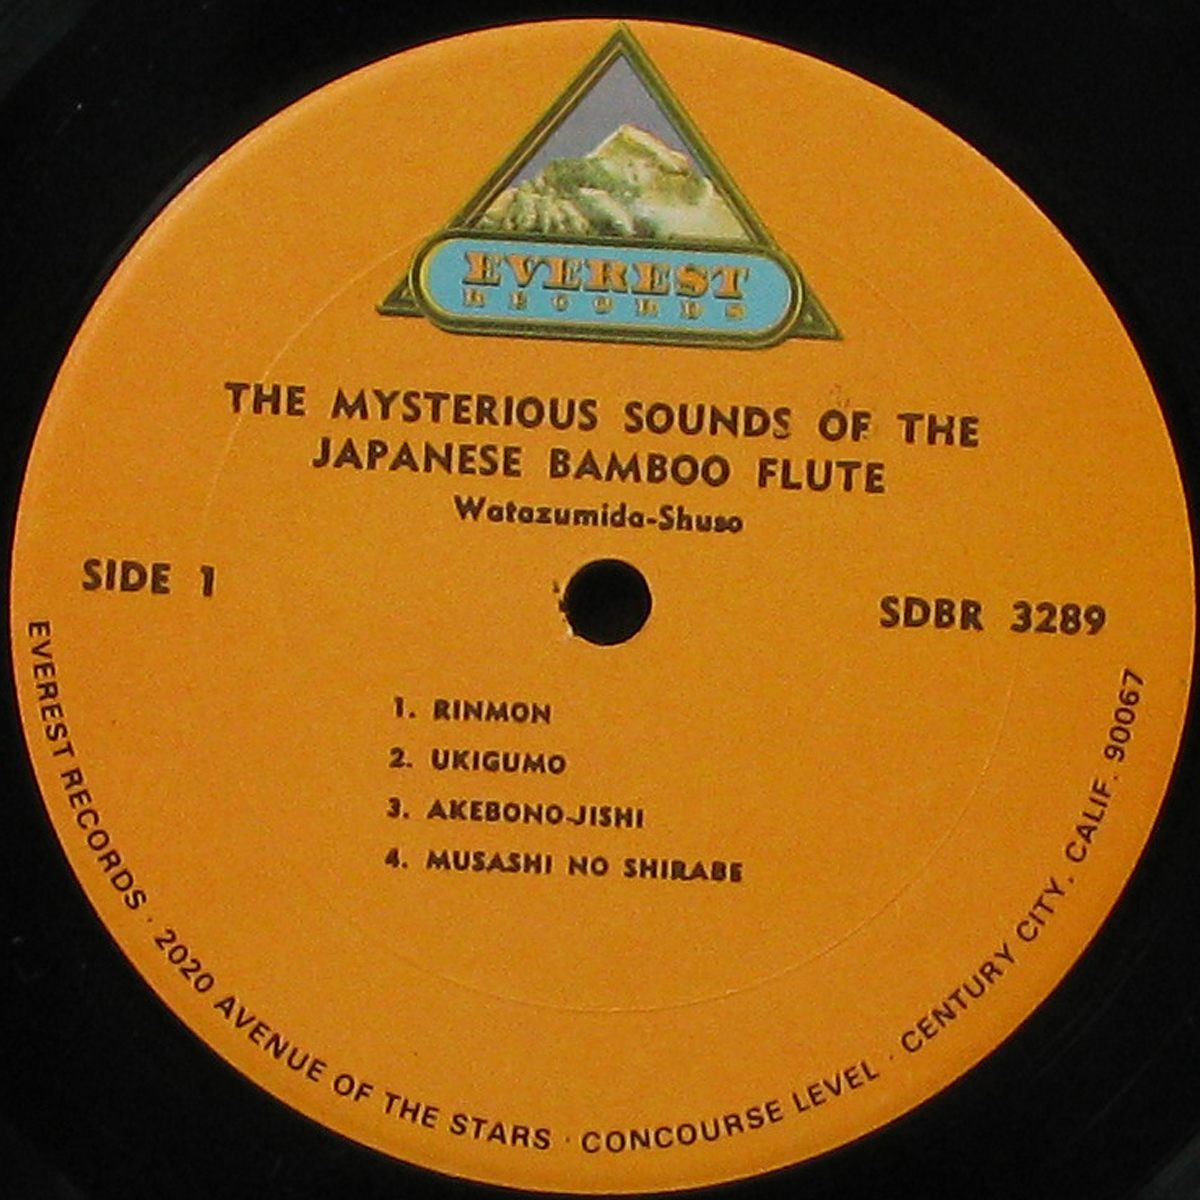 EVEREST
RECORDS
THE MYSTERIOUS SOUNDS OF THE
JAPANESE BAMBOO FLUTE
Watazumida-Shuso
SIDE 1
SDBR 3289
1. RINMON
2. UKIGUMO
3. AKEBONO-JISHI
4. MUSASHI NO SHIRABE
EVEREST RECORDS · 2020 AVENUE OF THE STARS · CONCOURSE LEVEL · CENTURY CITY, CALIF. 90067